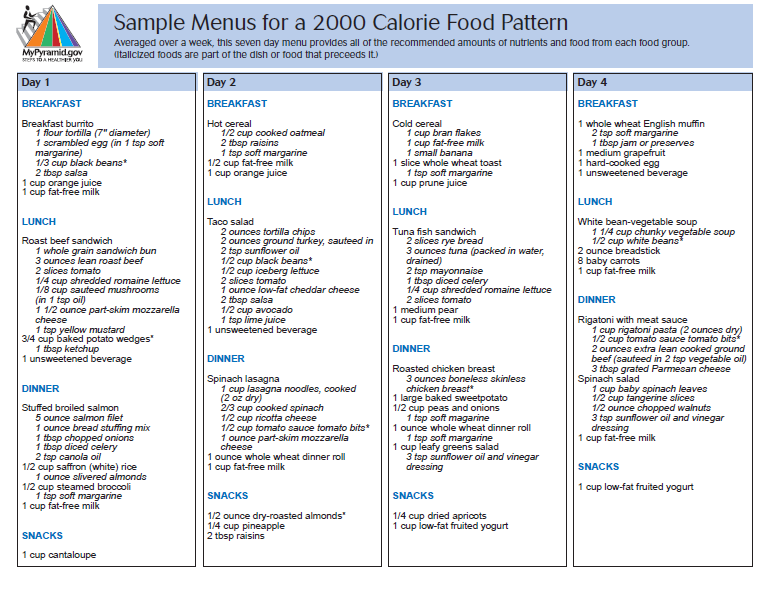 MyPyramid.gov
STEPS TO A HEALTHIER YOU
Sample Menus for a 2000 Calorie Food Pattern
Averaged over a week, this seven day menu provides all of the recommended amounts of nutrients and food from each food group.
(Italicized foods are part of the dish or food that preceeds it.)
Day 1
BREAKFAST
Breakfast burrito
1 flour tortilla (7" diameter)
1 scrambled egg (in 1 tsp soft
margarine)
1/3 cup black beans*
2 tbsp salsa
1 cup orange juice
1 cup fat-free milk
LUNCH
Roast beef sandwich
1 whole grain sandwich bun
3 ounces lean roast beef
2 slices tomato
1/4 cup shredded romaine lettuce
1/8 cup sauteed mushrooms
(in 1 tsp oil)
1 1/2 ounce part-skim mozzarella
cheese
1 tsp yellow mustard
3/4 cup baked potato wedges*
1 tbsp ketchup
1 unsweetened beverage
DINNER
Stuffed broiled salmon
5 ounce salmon filet
1 ounce bread stuffing mix
1 tbsp chopped onions
1 tbsp diced celery
2 tsp canola oil
1/2 cup saffron (white) rice
1 ounce slivered almonds
1/2 cup steamed broccoli
1 tsp soft margarine
1 cup fat-free milk
SNACKS
1 cup cantaloupe
Day 2
BREAKFAST
Hot cereal
1/2 cup cooked oatmeal
2 tbsp raisins
1 tsp soft margarine
1/2 cup fat-free milk
1 cup orange juice
LUNCH
Taco salad
2 ounces tortilla chips
2 ounces ground turkey, sauteed in
2 tsp sunflower oil
1/2 cup black beans*
1/2 cup iceberg lettuce
2 slices tomato
1 ounce low-fat cheddar cheese
2 tbsp salsa
1/2 cup avocado
1 tsp lime juice
1 unsweetened beverage
DINNER
Spinach lasagna
1 cup lasagna noodles, cooked
(2 oz dry)
2/3 cup cooked spinach
1/2 cup ricotta cheese
1/2 cup tomato sauce tomato bits*
1 ounce part-skim mozzarella
cheese
1 ounce whole wheat dinner roll
1 cup fat-free milk
SNACKS
1/2 ounce dry-roasted almonds*
1/4 cup pineapple
2 tbsp raisins
Day 3
BREAKFAST
Cold cereal
1 cup bran flakes
1 cup fat-free milk
1 small banana
1 slice whole wheat toast
1 tsp soft margarine
1 cup prune juice
LUNCH
Tuna fish sandwich
2 slices rye bread
3 ounces tuna (packed in water,
drained)
2 tsp mayonnaise
1 tbsp diced celery
1/4 cup shredded romaine lettuce
2 slices tomato
1 medium pear
1 cup fat-free milk
DINNER
Roasted chicken breast
3 ounces boneless skinless
chicken breast*
1 large baked sweetpotato
1/2 cup peas and onions
1 tsp soft magarine
1 ounce whole wheat dinner roll
1 tsp soft margarine
1 cup leafy greens salad
3 tsp sunflower oil and vinegar
dressing
SNACKS
1/4 cup dried apricots
1 cup low-fat fruited yogurt
Day 4
BREAKFAST
1 whole wheat English muffin
2 tsp soft margarine
1 tbsp jam or preserves
1 medium grapefruit
1 hard-cooked egg
1 unsweetened beverage
LUNCH
White bean-vegetable soup
1 1/4 cup chunky vegetable soup
1/2 cup white beans*
2 ounce breadstick
8 baby carrots
1 cup fat-free milk
DINNER
Rigatoni with meat sauce
1 cup rigatoni pasta (2 ounces dry)
1/2 cup tomato sauce tomato bits*
2 ounces extra lean cooked ground
beef (sauteed in 2 tsp vegetable oil)
3 tbsp grated Parmesan cheese
Spinach salad
1 cup baby spinach leaves
1/2 cup tangerine slices
1/2 ounce chopped walnuts
3 tsp sunflower oil and vinegar
dressing
1 cup fat-free milk
SNACKS
1 cup low-fat fruited yogurt